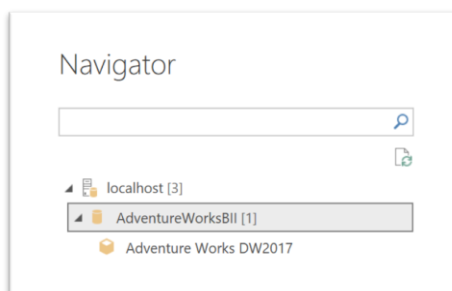 Navigator
localhost [3]
AdventureWorksBII [1]
Adventure Works DW2017